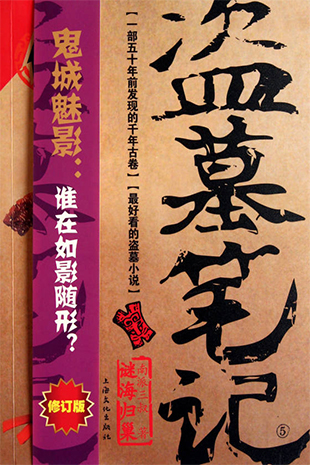 盗墓笔记
⑤
【一部五十年前发现的千年古卷】【最好看的盗墓小说】
南派三叔 著
谜海归巢
鬼城魅影：
谁在如影随形？
修订版
上海文化出版社